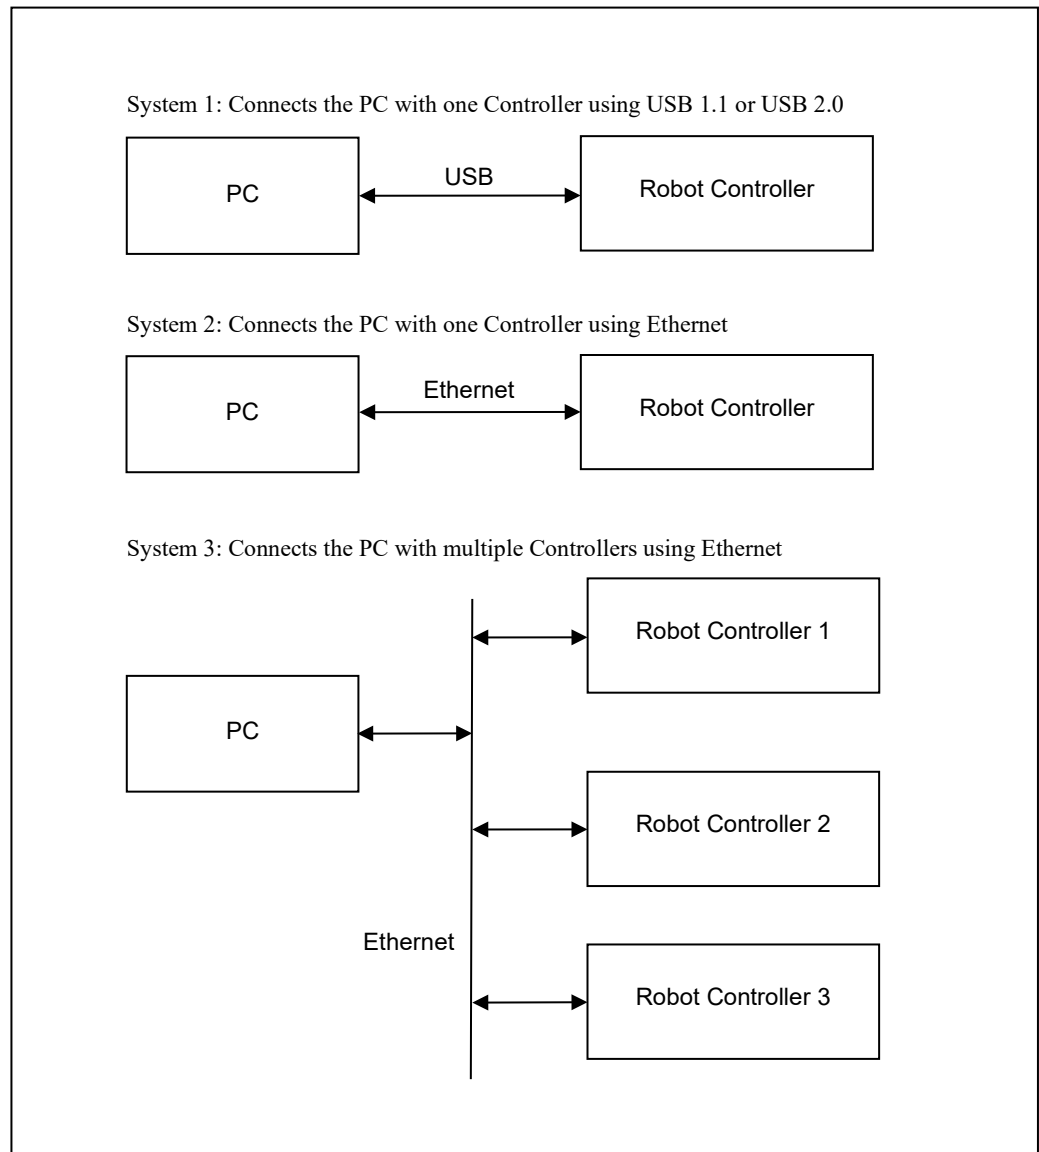 System 1: Connects the PC with one Controller using USB 1.1 or USB 2.0
PC
USB
Robot Controller
System 2: Connects the PC with one Controller using Ethernet
PC
Ethernet
Robot Controller
System 3: Connects the PC with multiple Controllers using Ethernet
Robot Controller 1
PC
Robot Controller 2
Ethernet
Robot Controller 3